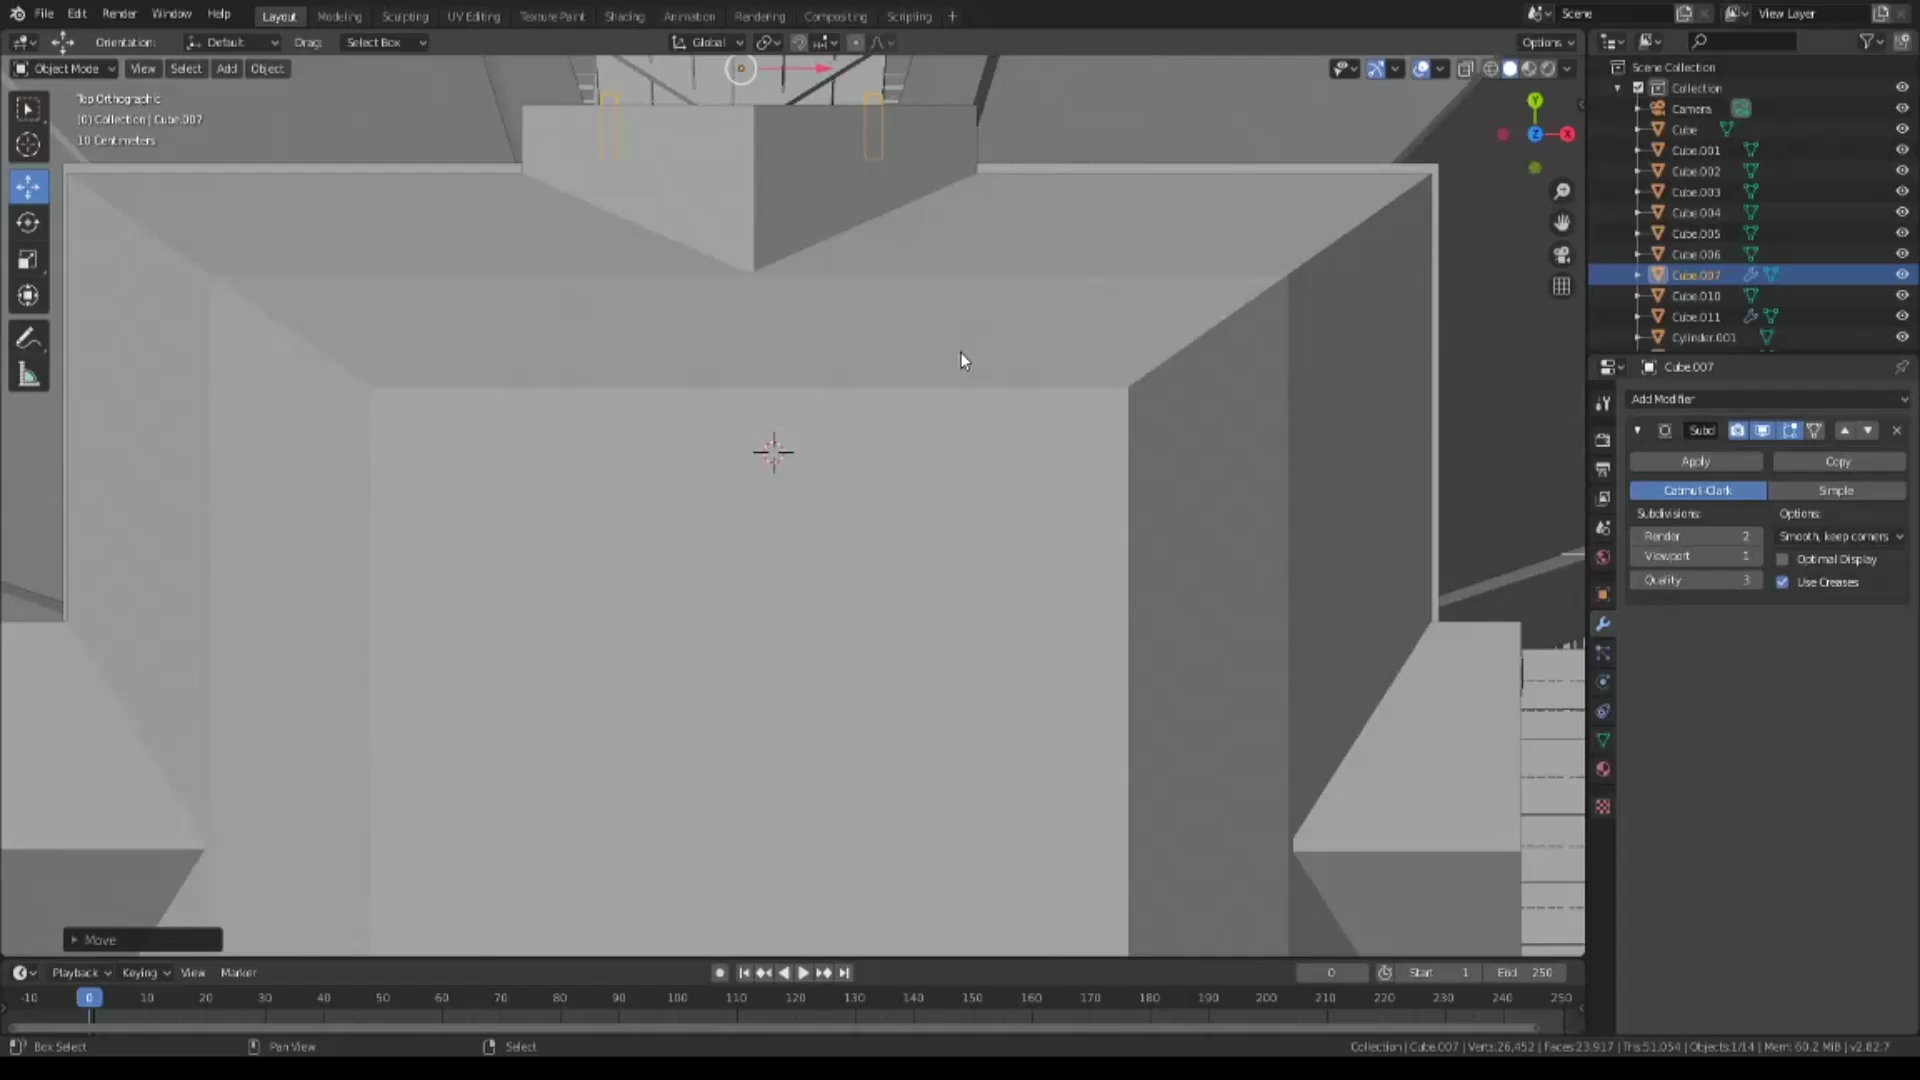 File Edit Render Window Help Layout Modeling Sculpting UV Editing Texture Paint Shading Animation Rendering Compositing Scripting + Scene View Layer
Orientation: Default Drag: Select Box Global Options
Object Mode View Select Add Object
Top Orthographic
(0) Collection | Cube.007
10 Centimeters
Y
Z
X
Move
Scene Collection
Collection
Camera
Cube
Cube.001
Cube.002
Cube.003
Cube.004
Cube.005
Cube.006
Cube.007
Cube.010
Cube.011
Cylinder.001
Cube.007
Add Modifier
Subd
Apply Copy
Catmull-Clark Simple
Subdivisions: Options:
Render 2 Smooth, keep corners
Viewport 1 Optimal Display
Quality 3 Use Creases
Playback Keying View Marker 0 Start 1 End 250
-10 0 10 20 30 40 50 60 70 80 90 100 110 120 130 140 150 160 170 180 190 200 210 220 230 240 250
Box Select Pan View Select Collection | Cube.007 | Verts:26,452 | Faces:23,917 | Tris:51,054 | Objects:1/14 | Mem: 60.2 MiB | v2.82.7